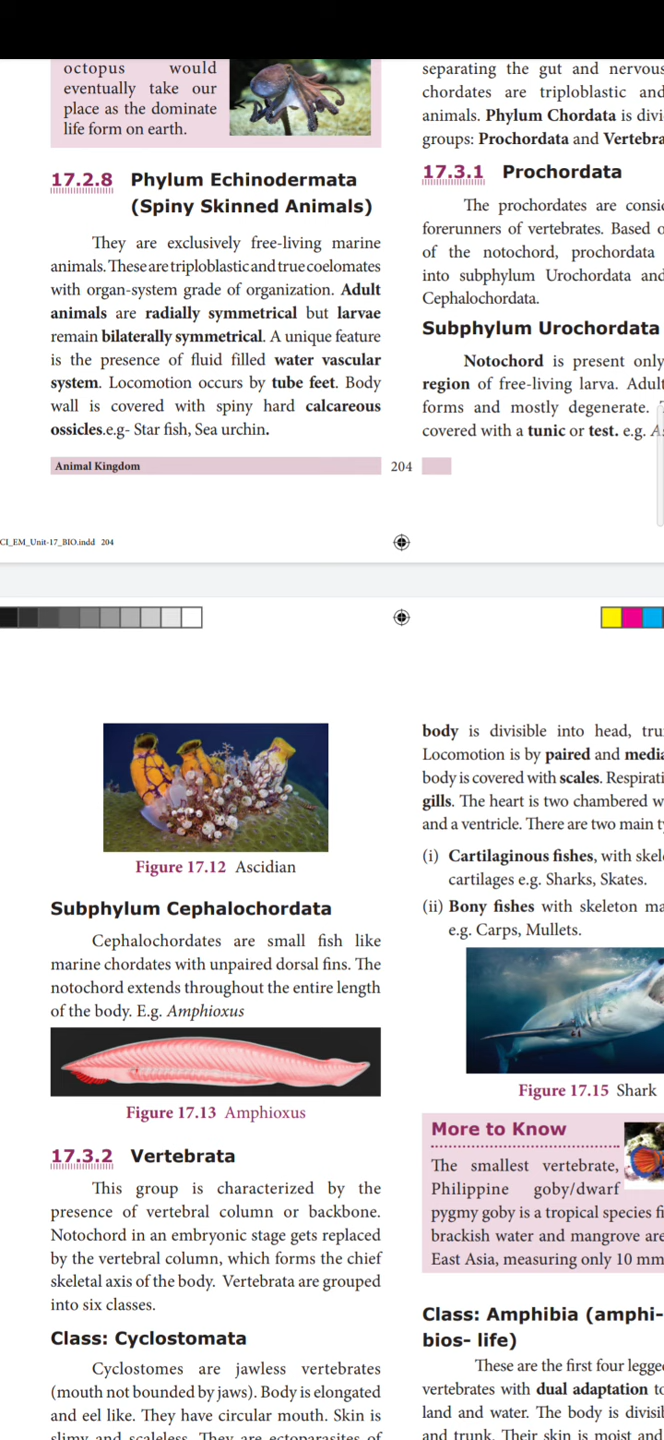 octopus would
eventually take our
place as the dominate
life form on earth.
17.2.8 Phylum Echinodermata
(Spiny Skinned Animals)
They are exclusively free-living marine
animals. These are triploblastic and true coelomates
with organ-system grade of organization. Adult
animals are radially symmetrical but larvae
remain bilaterally symmetrical. A unique feature
is the presence of fluid filled water vascular
system. Locomotion occurs by tube feet. Body
wall is covered with spiny hard calcareous
ossicles.e.g- Star fish, Sea urchin.
separating the gut and nervous
chordates are triploblastic and
animals. Phylum Chordata is divi
groups: Prochordata and Vertebra
17.3.1 Prochordata
The prochordates are consid
forerunners of vertebrates. Based o
of the notochord, prochordata
into subphylum Urochordata and
Cephalochordata.
Subphylum Urochordata
Notochord is present only
region of free-living larva. Adult
forms and mostly degenerate.
covered with a tunic or test. e.g. A
Animal Kingdom
204
CI_EM_Unit-17_BIO.indd 204
Figure 17.12 Ascidian
Subphylum Cephalochordata
Cephalochordates are small fish like
marine chordates with unpaired dorsal fins. The
notochord extends throughout the entire length
of the body. E.g. Amphioxus
Figure 17.13 Amphioxus
17.3.2 Vertebrata
This group is characterized by the
presence of vertebral column or backbone.
Notochord in an embryonic stage gets replaced
by the vertebral column, which forms the chief
skeletal axis of the body. Vertebrata are grouped
into six classes.
Class: Cyclostomata
Cyclostomes are jawless vertebrates
(mouth not bounded by jaws). Body is elongated
and eel like. They have circular mouth. Skin is
slimy and scaleless. They are ectoparasites of
body is divisible into head, tru
Locomotion is by paired and media
body is covered with scales. Respirati
gills. The heart is two chambered w
and a ventricle. There are two main ty
(i) Cartilaginous fishes, with skel
cartilages e.g. Sharks, Skates.
(ii) Bony fishes with skeleton ma
e.g. Carps, Mullets.
Figure 17.15 Shark
More to Know
The smallest vertebrate,
Philippine goby/dwarf
pygmy goby is a tropical species fi
brackish water and mangrove are
East Asia, measuring only 10 mm
Class: Amphibia (amphi-
bios- life)
These are the first four legge
vertebrates with dual adaptation to
land and water. The body is divisib
and trunk. Their skin is moist and